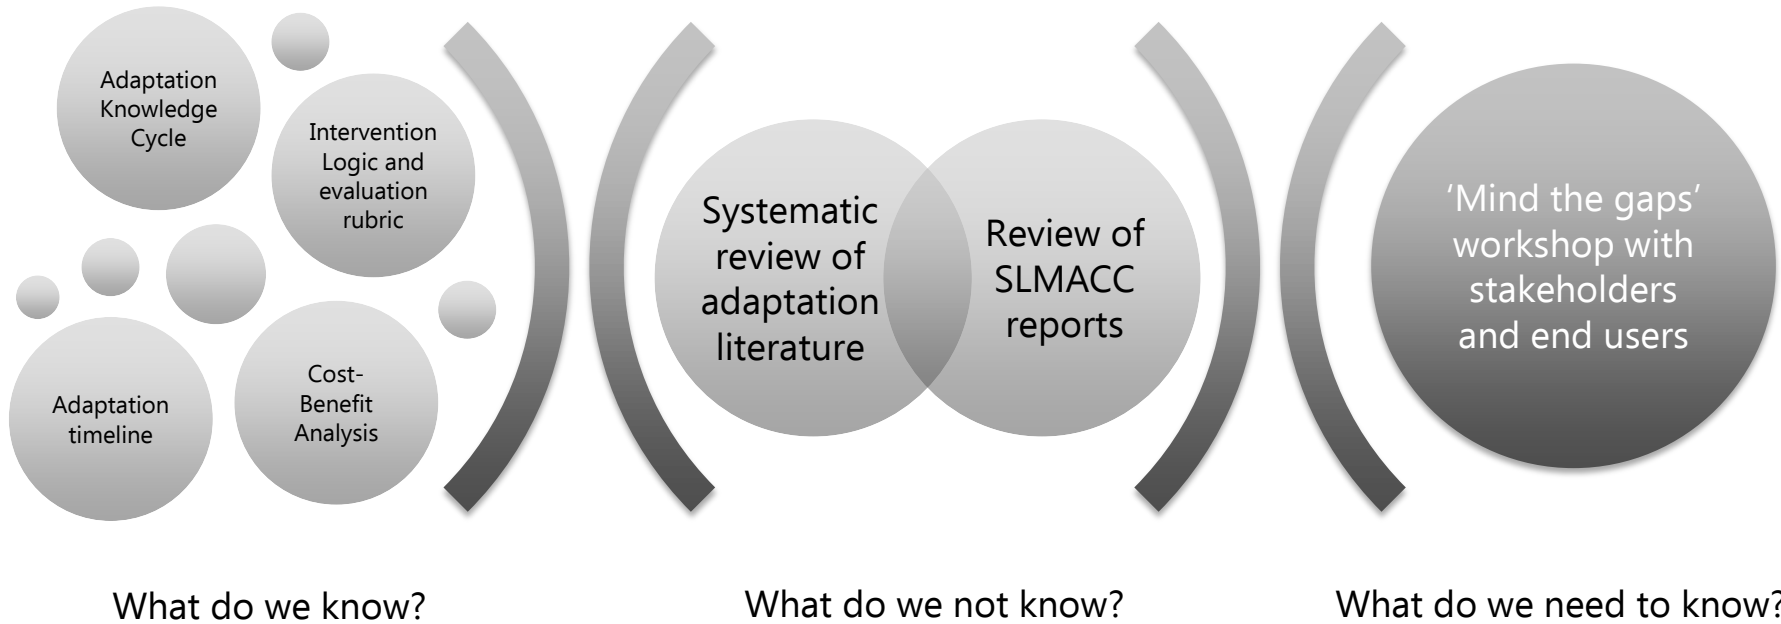 Adaptation
Knowledge
Cycle
Intervention
Logic and
evaluation
rubric
Adaptation
timeline
Cost-
Benefit
Analysis
Systematic
review of
adaptation
literature
Review of
SLMACC
reports
‘Mind the gaps’
workshop with
stakeholders
and end users
What do we know?
What do we not know?
What do we need to know?